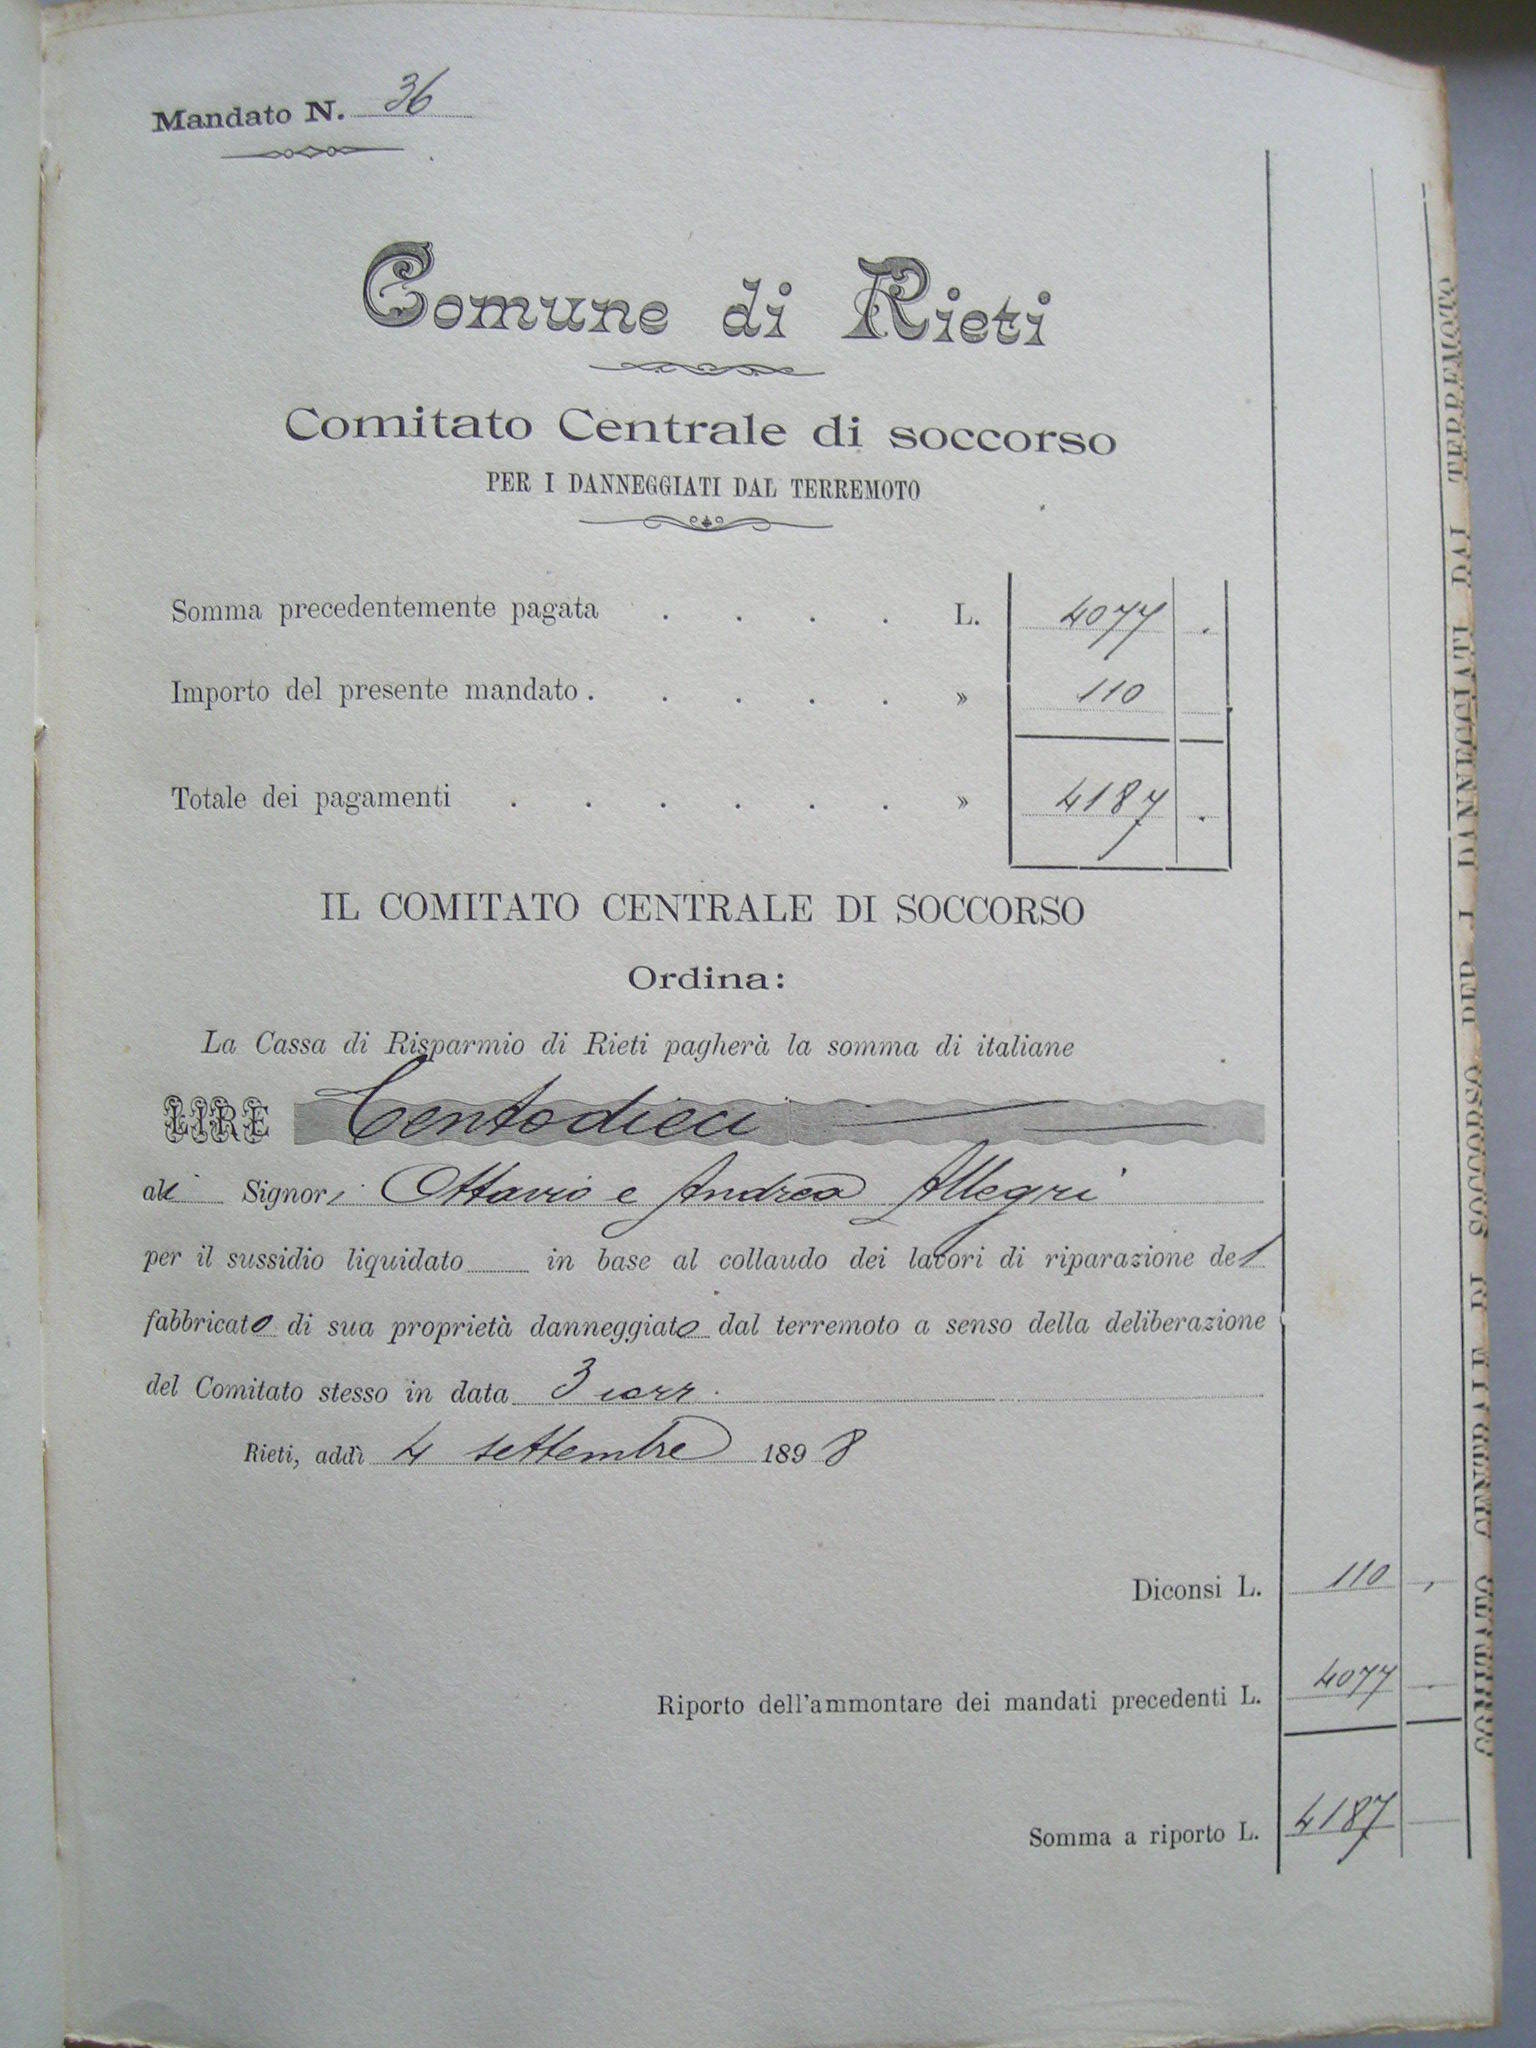 Mandato N. 36
Comune di Rieti
Comitato Centrale di soccorso
PER I DANNEGGIATI DAL TERREMOTO
Somma precedentemente pagata . . . . L. 4077 .
Importo del presente mandato . . . . . » 110
Totale dei pagamenti . . . . . . » 4187 .
IL COMITATO CENTRALE DI SOCCORSO
Ordina:
La Cassa di Risparmio di Rieti pagherà la somma di italiane
LIRE Centodieci
ali Signori Ottavio e Andrea Allegri
per il sussidio liquidato in base al collaudo dei lavori di riparazione del
fabbricato di sua proprietà danneggiato dal terremoto a senso della deliberazione
del Comitato stesso in data 3 corr.
Rieti, addì 4 settembre 1898
Diconsi L. 110
Riporto dell'ammontare dei mandati precedenti L. 4077
Somma a riporto L. 4187
COMITATO CENTRALE DI SOCCORSO PER I DANNEGGIATI DAL TERREMOTO